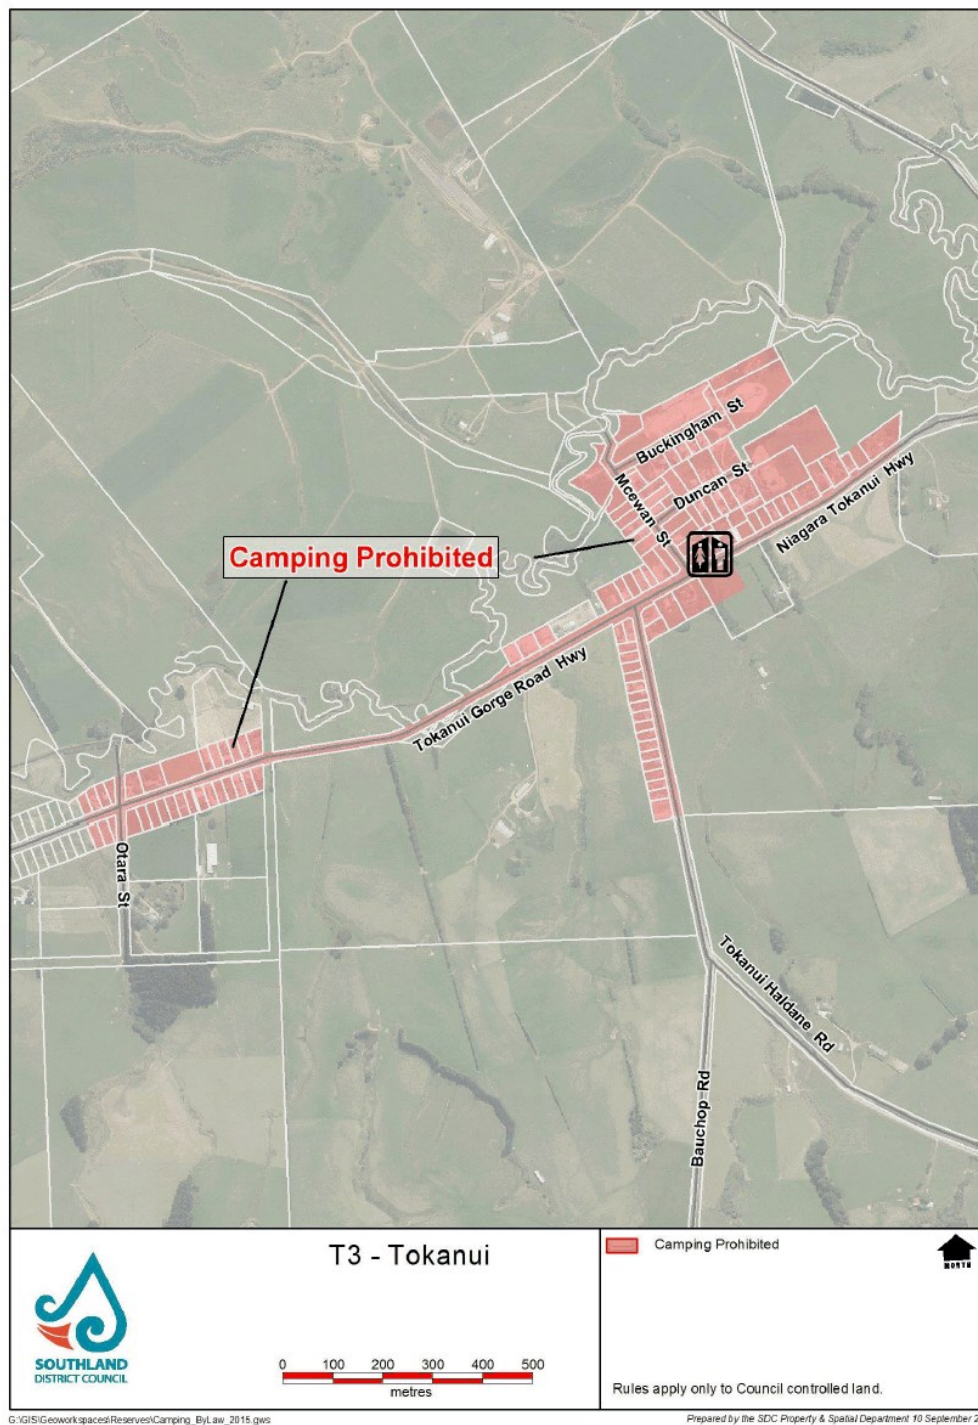 Buckingham St
Duncan St
Mcewan St
Niagara Tokanui Hwy
Camping Prohibited
Tokanui Gorge Road Hwy
Otara St
Tokanui Haldane Rd
Bauchop Rd
T3 - Tokanui
Camping Prohibited
NORTH
SOUTHLAND
DISTRICT COUNCIL
0 100 200 300 400 500
metres
Rules apply only to Council controlled land.
G:\GIS\Geoworkspaces\Reserves\Camping_ByLaw_2015.gws
Prepared by the SDC Property & Spatial Department 10 September